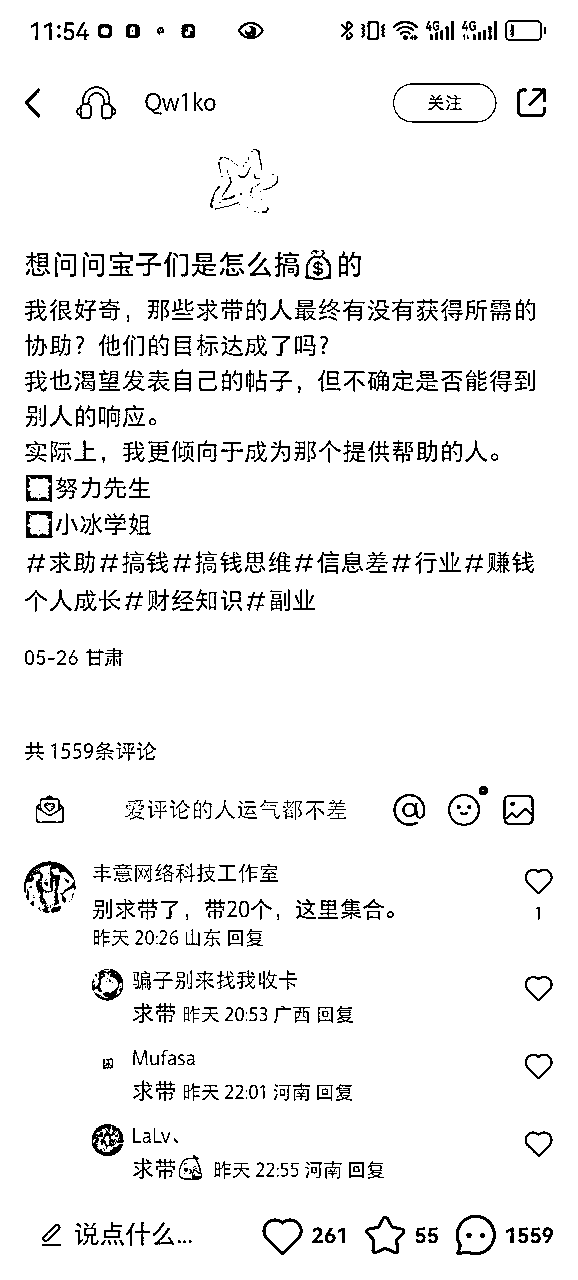 11:54
4G 4G
Qw1ko
关注
想问问宝子们是怎么搞💰的
我很好奇，那些求带的人最终有没有获得所需的
协助？他们的目标达成了吗？
我也渴望发表自己的帖子，但不确定是否能得到
别人的响应。
实际上，我更倾向于成为那个提供帮助的人。
努力先生
小冰学姐
#求助#搞钱#搞钱思维#信息差#行业#赚钱
个人成长#财经知识#副业
05-26 甘肃
共 1559条评论
爱评论的人运气都不差
丰意网络科技工作室
别求带了，带20个，这里集合。
1
昨天 20:26 山东 回复
骗子别来找我收卡
求带 昨天 20:53 广西 回复
Mufasa
求带 昨天 22:01 河南 回复
LaLv、
求带 昨天 22:55 河南 回复
说点什么... 261 55 1559